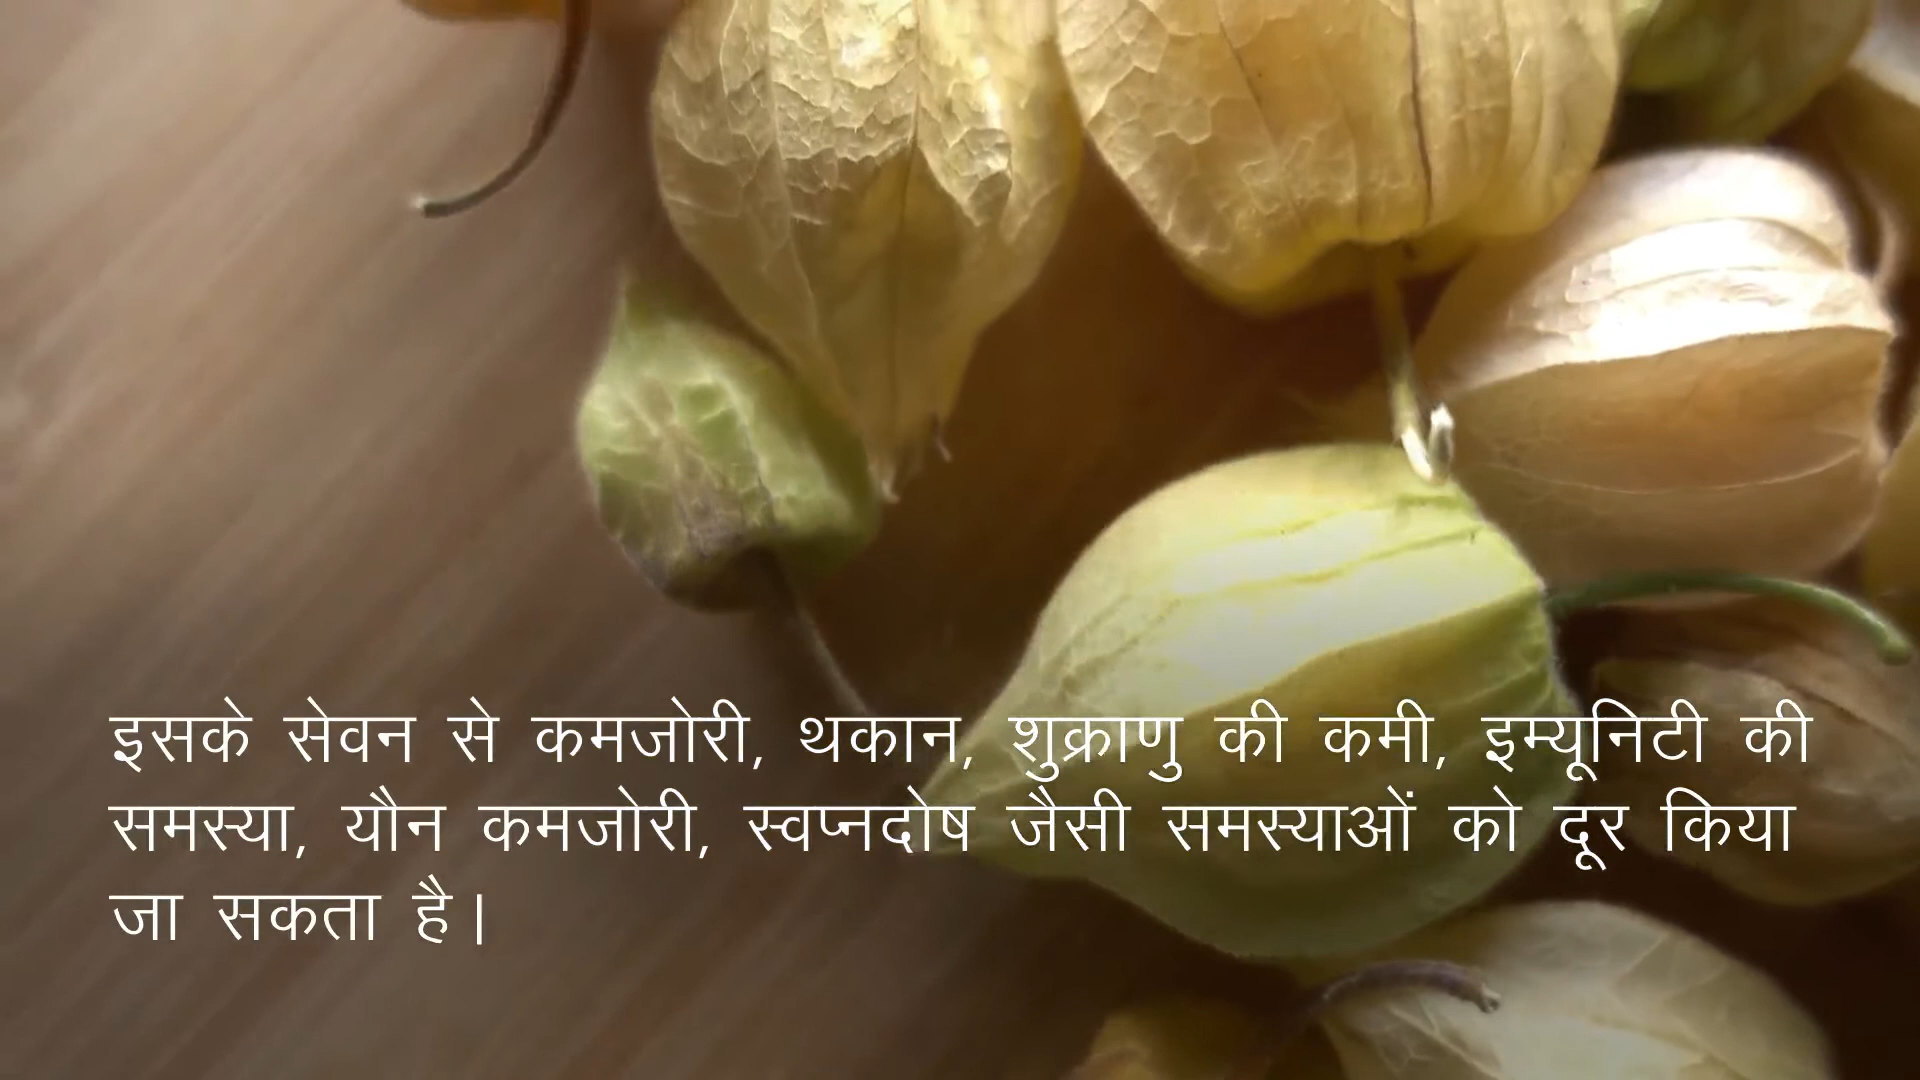 इसके सेवन से कमजोरी, थकान, शुक्राणु की कमी, इम्यूनिटी की
समस्या, यौन कमजोरी, स्वप्नदोष जैसी समस्याओं को दूर किया
जा सकता है।